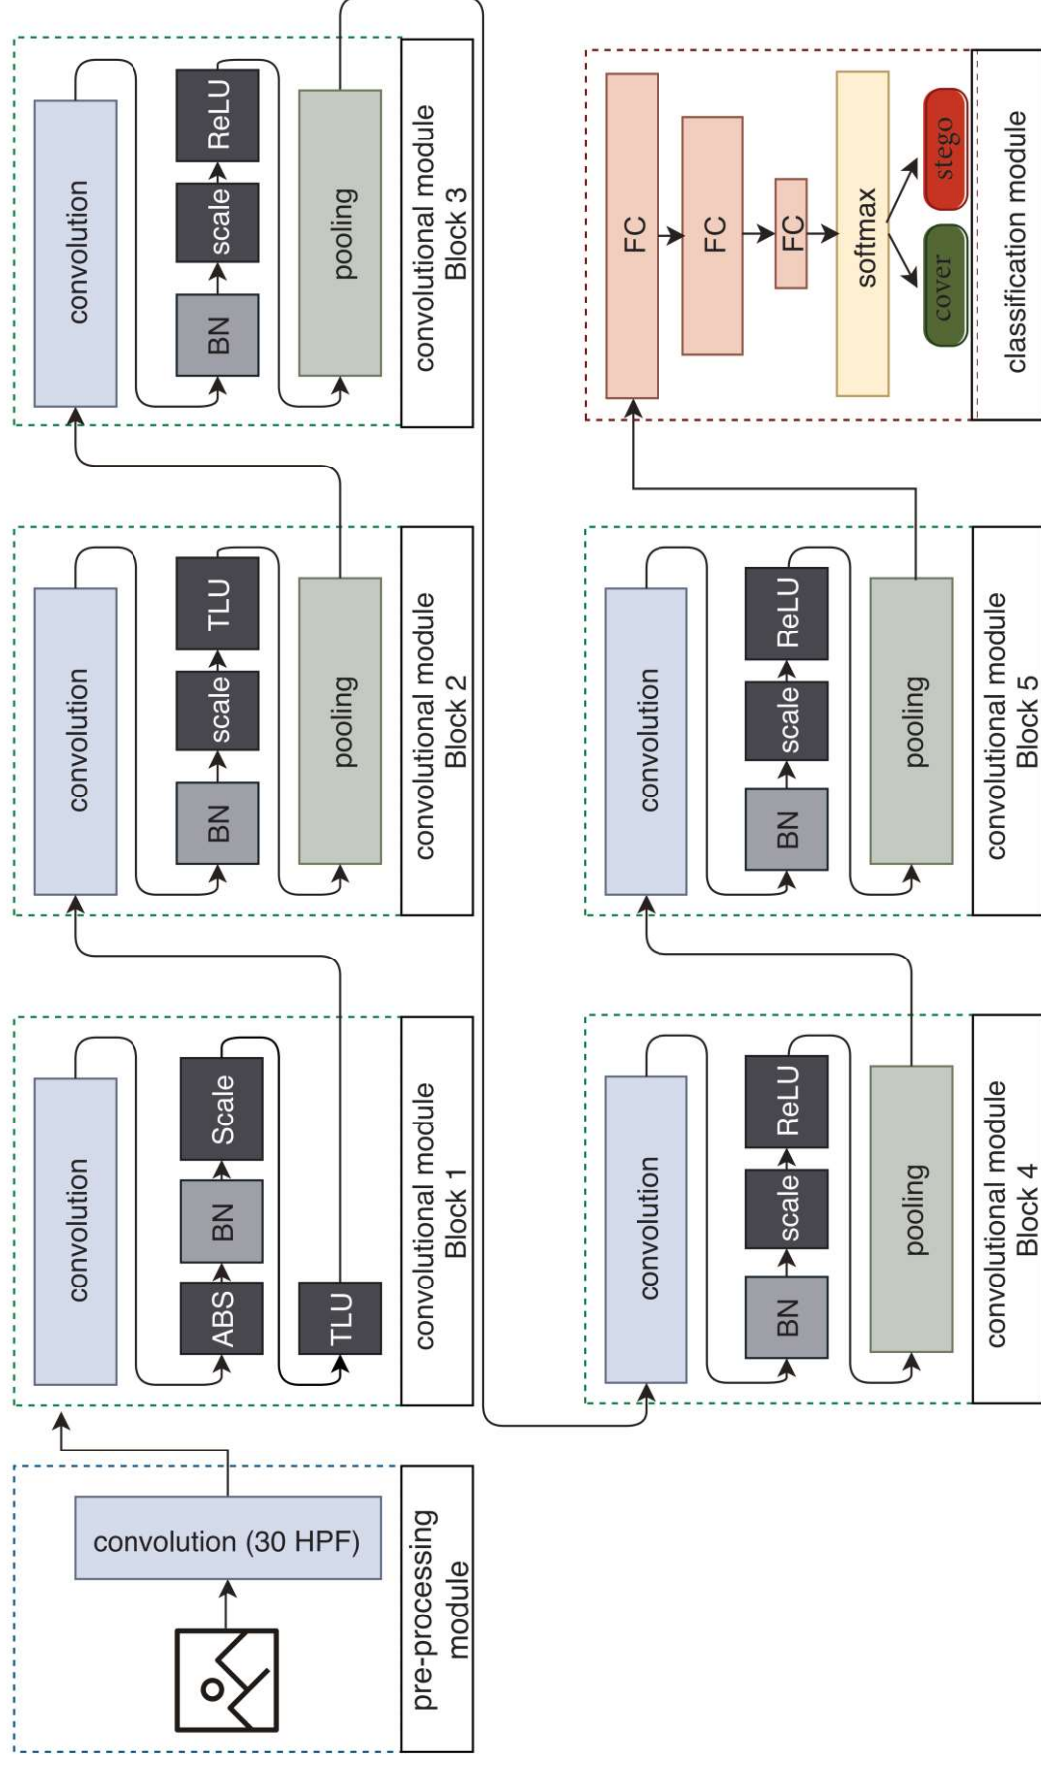 convolution (30 HPF)
pre-processing
module
convolution
ABS
BN
Scale
TLU
convolutional module
Block 1
convolution
BN
scale
TLU
pooling
convolutional module
Block 2
convolution
BN
scale
ReLU
pooling
convolutional module
Block 3
convolution
BN
scale
ReLU
pooling
convolutional module
Block 4
convolution
BN
scale
ReLU
pooling
convolutional module
Block 5
FC
FC
FC
softmax
cover
stego
classification module